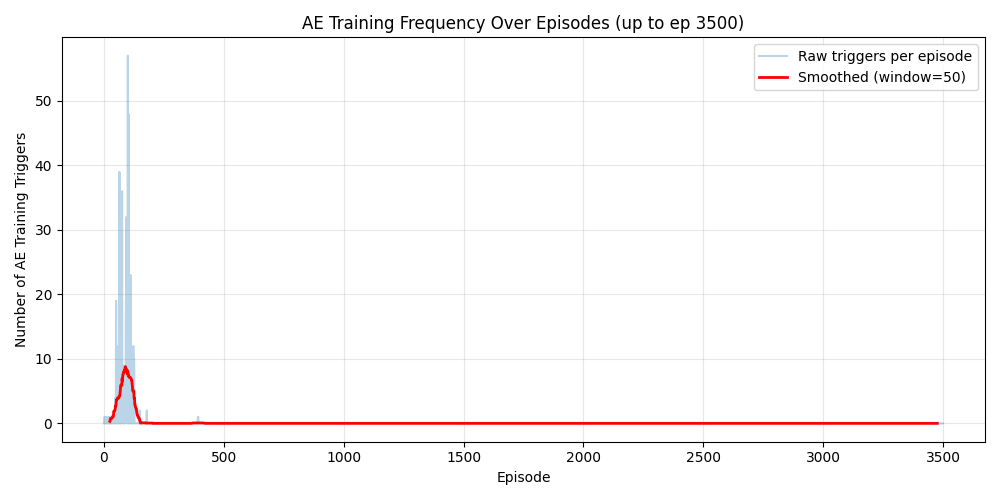 AE Training Frequency Over Episodes (up to ep 3500)
Raw triggers per episode
Smoothed (window=50)
Number of AE Training Triggers
50
40
30
20
10
0
0 500 1000 1500 2000 2500 3000 3500
Episode